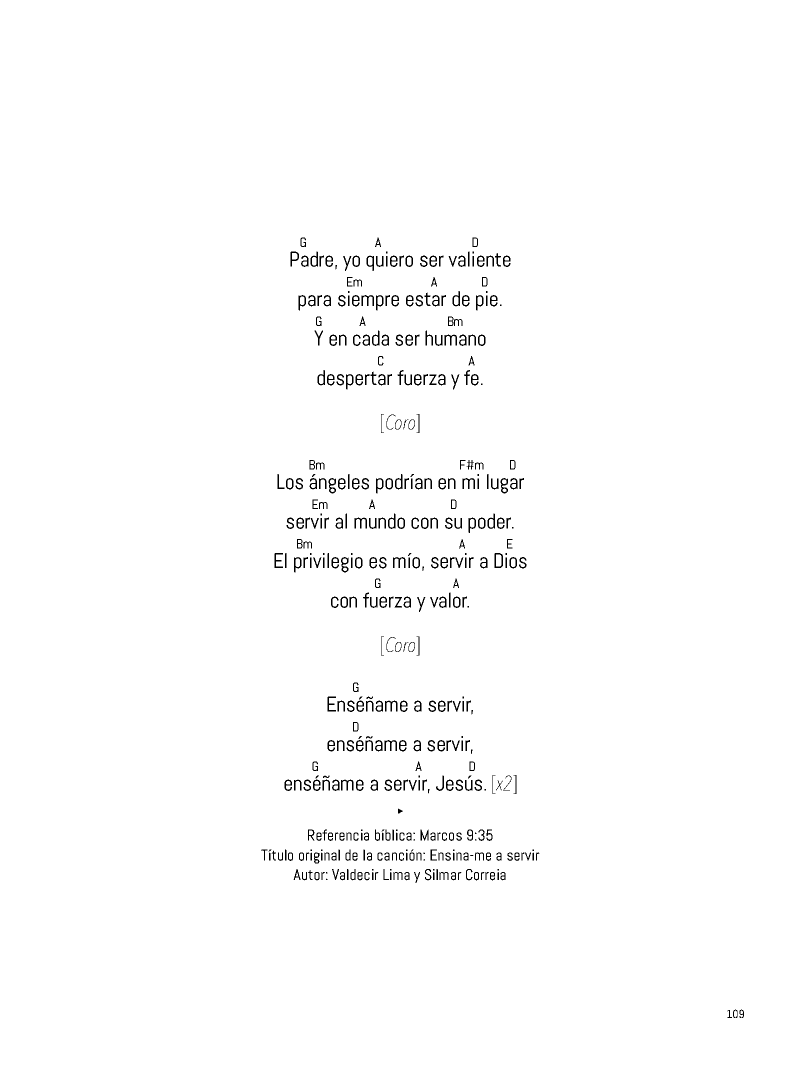 G A D
Padre, yo quiero ser valiente
Em A D
para siempre estar de pie.
G A Bm
Y en cada ser humano
C A
despertar fuerza y fe.
[Coro]
Bm F#m D
Los ángeles podrían en mi lugar
Em A D
servir al mundo con su poder.
Bm A E
El privilegio es mío, servir a Dios
G A
con fuerza y valor.
[Coro]
G
Enséñame a servir,
D
enséñame a servir,
G A D
enséñame a servir, Jesús. [x2]
Referencia bíblica: Marcos 9:35
Título original de la canción: Ensina-me a servir
Autor: Valdecir Lima y Silmar Correia
109